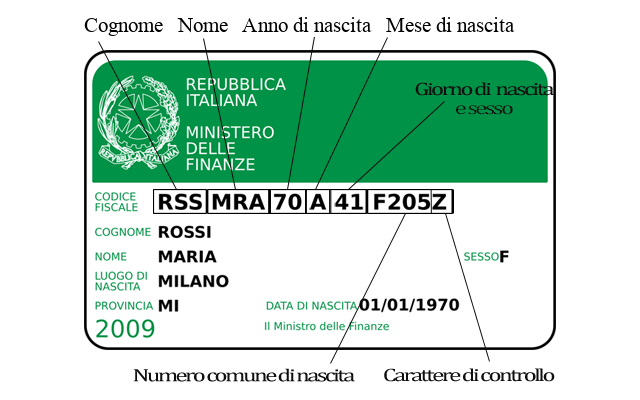 Cognome Nome Anno di nascita Mese di nascita
REPUBBLICA
ITALIANA
Giorno di nascita
e sesso
MINISTERO
DELLE
FINANZE
REPVBBLICA ITALIANA
CODICE
FISCALE
RSS MRA 70 A 41 F205 Z
COGNOME ROSSI
NOME MARIA SESSO F
LUOGO DI
NASCITA
MILANO
PROVINCIA MI DATA DI NASCITA 01/01/1970
2009 Il Ministro delle Finanze
Numero comune di nascita Carattere di controllo